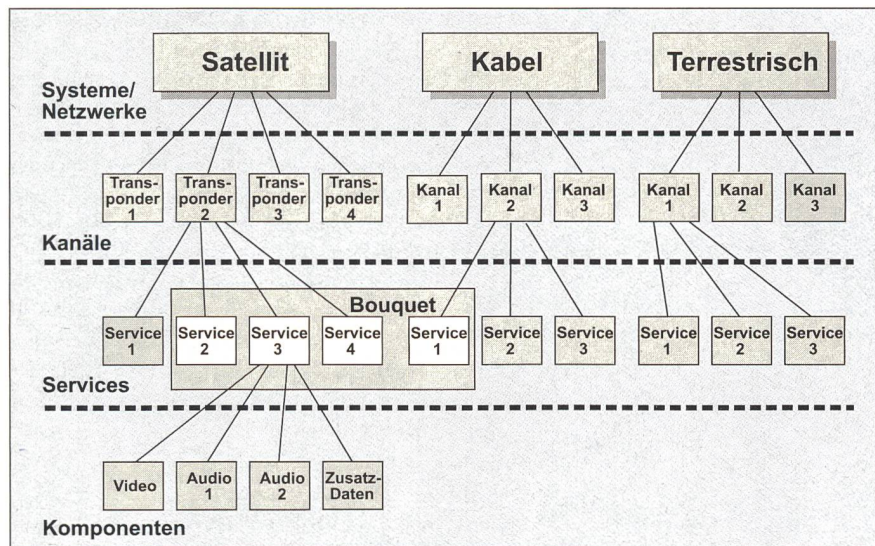 Satellit
Kabel
Terrestrisch
Systeme/
Netzwerke
Trans-
ponder
1
Trans-
ponder
2
Trans-
ponder
3
Trans-
ponder
4
Kanal
1
Kanal
2
Kanal
3
Kanal
1
Kanal
2
Kanal
3
Kanäle
Bouquet
Service
1
Service
2
Service
3
Service
4
Service
1
Service
2
Service
3
Service
1
Service
2
Service
3
Services
Video
Audio
1
Audio
2
Zusatz-
Daten
Komponenten